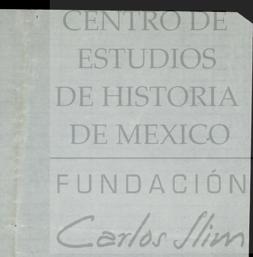 CENTRO DE
ESTUDIOS
DE HISTORIA
DE MEXICO
FUNDACIÓN
Carlos Slim